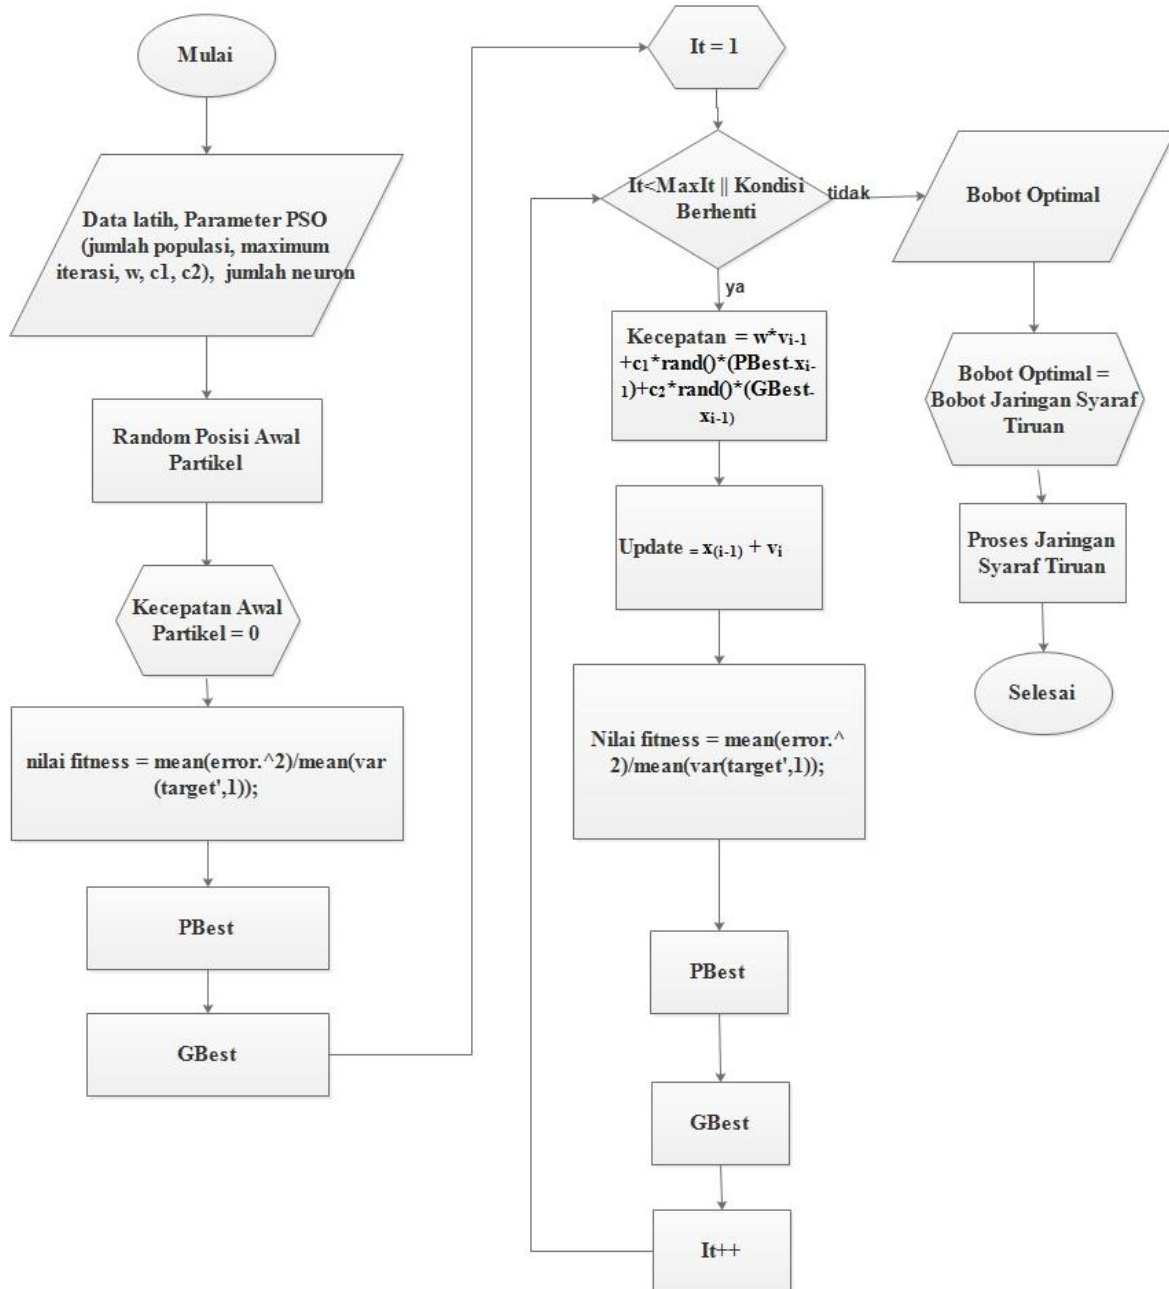 Mulai
Data latih, Parameter PSO
(jumlah populasi, maximum
iterasi, w, c1, c2), jumlah neuron
Random Posisi Awal
Partikel
Kecepatan Awal
Partikel = 0
nilai fitness = mean(error.^2)/mean(var
(target',1));
PBest
GBest
It = 1
It<MaxIt || Kondisi
Berhenti
tidak
ya
Kecepatan = w*vi-1
+c1*rand()*(PBest-xi-
1)+c2*rand()*(GBest-
xi-1)
Update = x(i-1) + vi
Nilai fitness = mean(error.^
2)/mean(var(target',1));
PBest
GBest
It++
Bobot Optimal
Bobot Optimal =
Bobot Jaringan Syaraf
Tiruan
Proses Jaringan
Syaraf Tiruan
Selesai